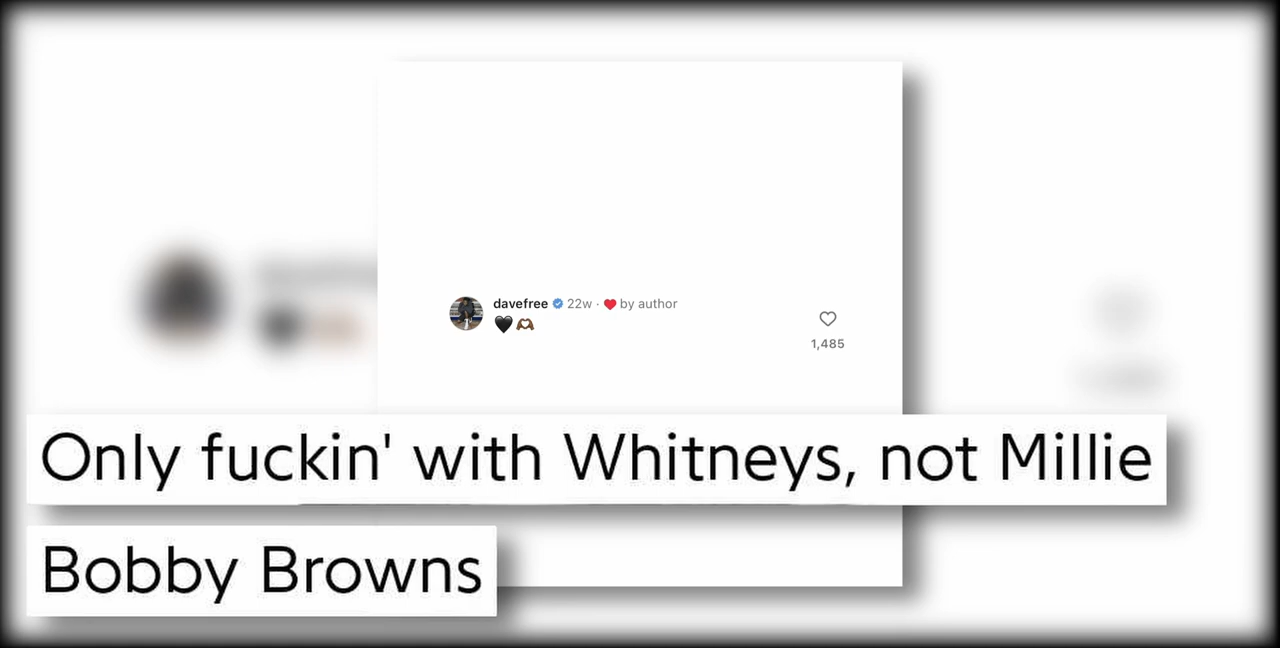 davefree 22w · ❤️ by author
🖤🫶🏾
1,485
Only fuckin' with Whitneys, not Millie
Bobby Browns